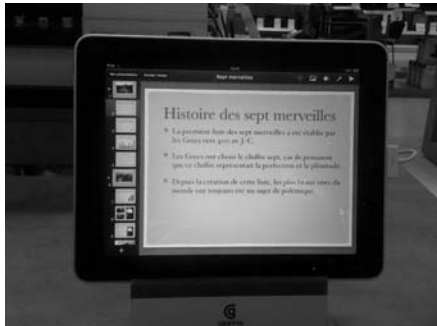 Sept merveilles
Histoire des sept merveilles
La première liste des sept merveilles a été établie par
les Grecs vers av J.-C.
Les Grecs ont choisi le chiffre sept, car ils pensaient
que ce chiffre représentait la perfection et la plénitude.
Depuis la création de cette liste, les plus beaux sites du
monde ont toujours été un sujet de polémique